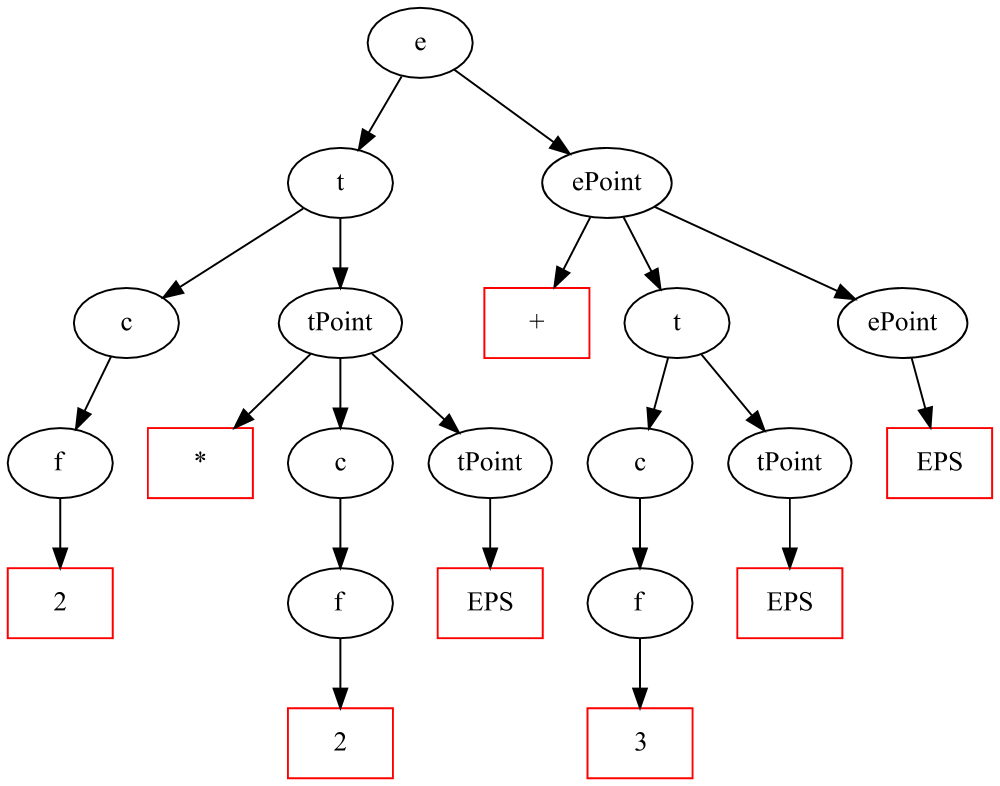 e
t ePoint
c tPoint + t ePoint
f * c tPoint c tPoint EPS
2 f EPS f EPS
2 3